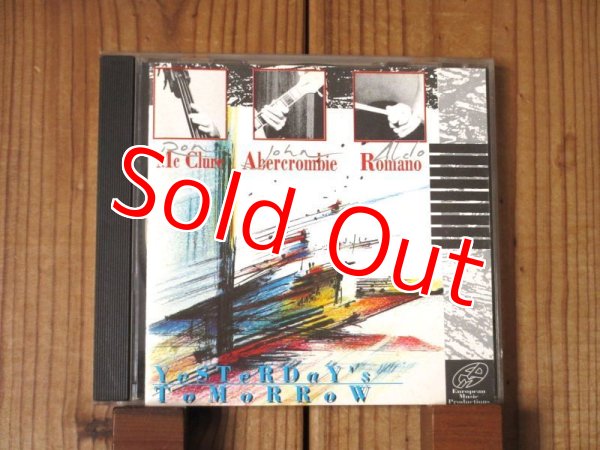 Ron John Aldo
Mc Clure Abercrombie Romano
Sold Out
YeSTeRDaY's
ToMoRRoW
European
Music
Productions